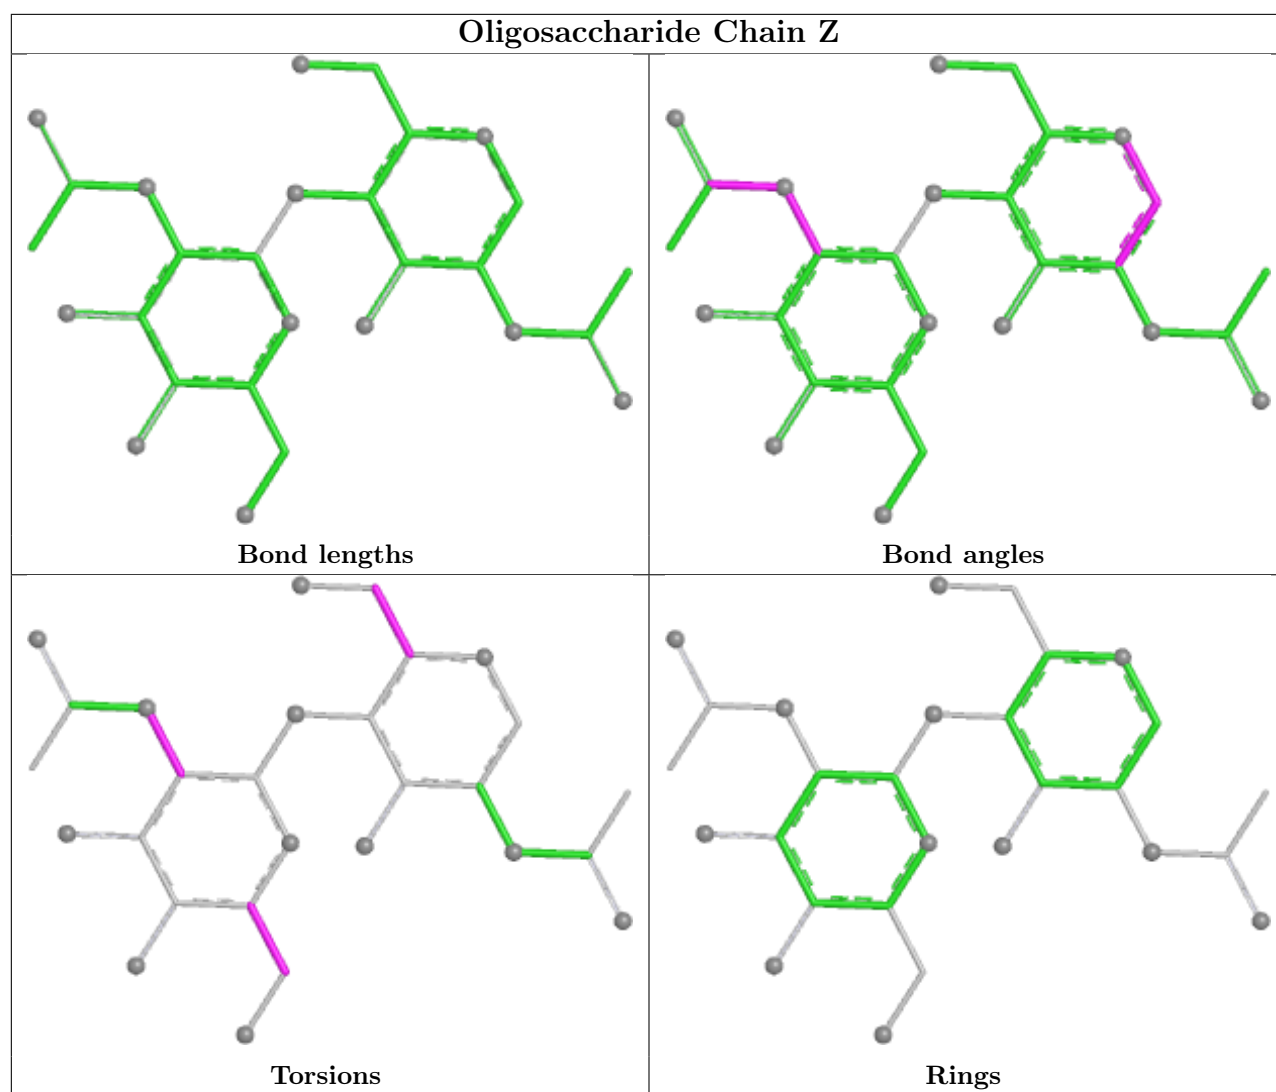 Oligosaccharide Chain Z
Bond lengths
Bond angles
Torsions
Rings